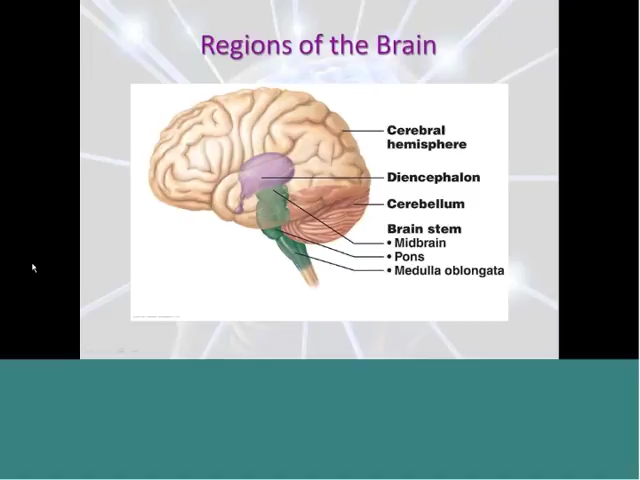 Regions of the Brain
Cerebral
hemisphere
Diencephalon
Cerebellum
Brain stem
• Midbrain
• Pons
• Medulla oblongata